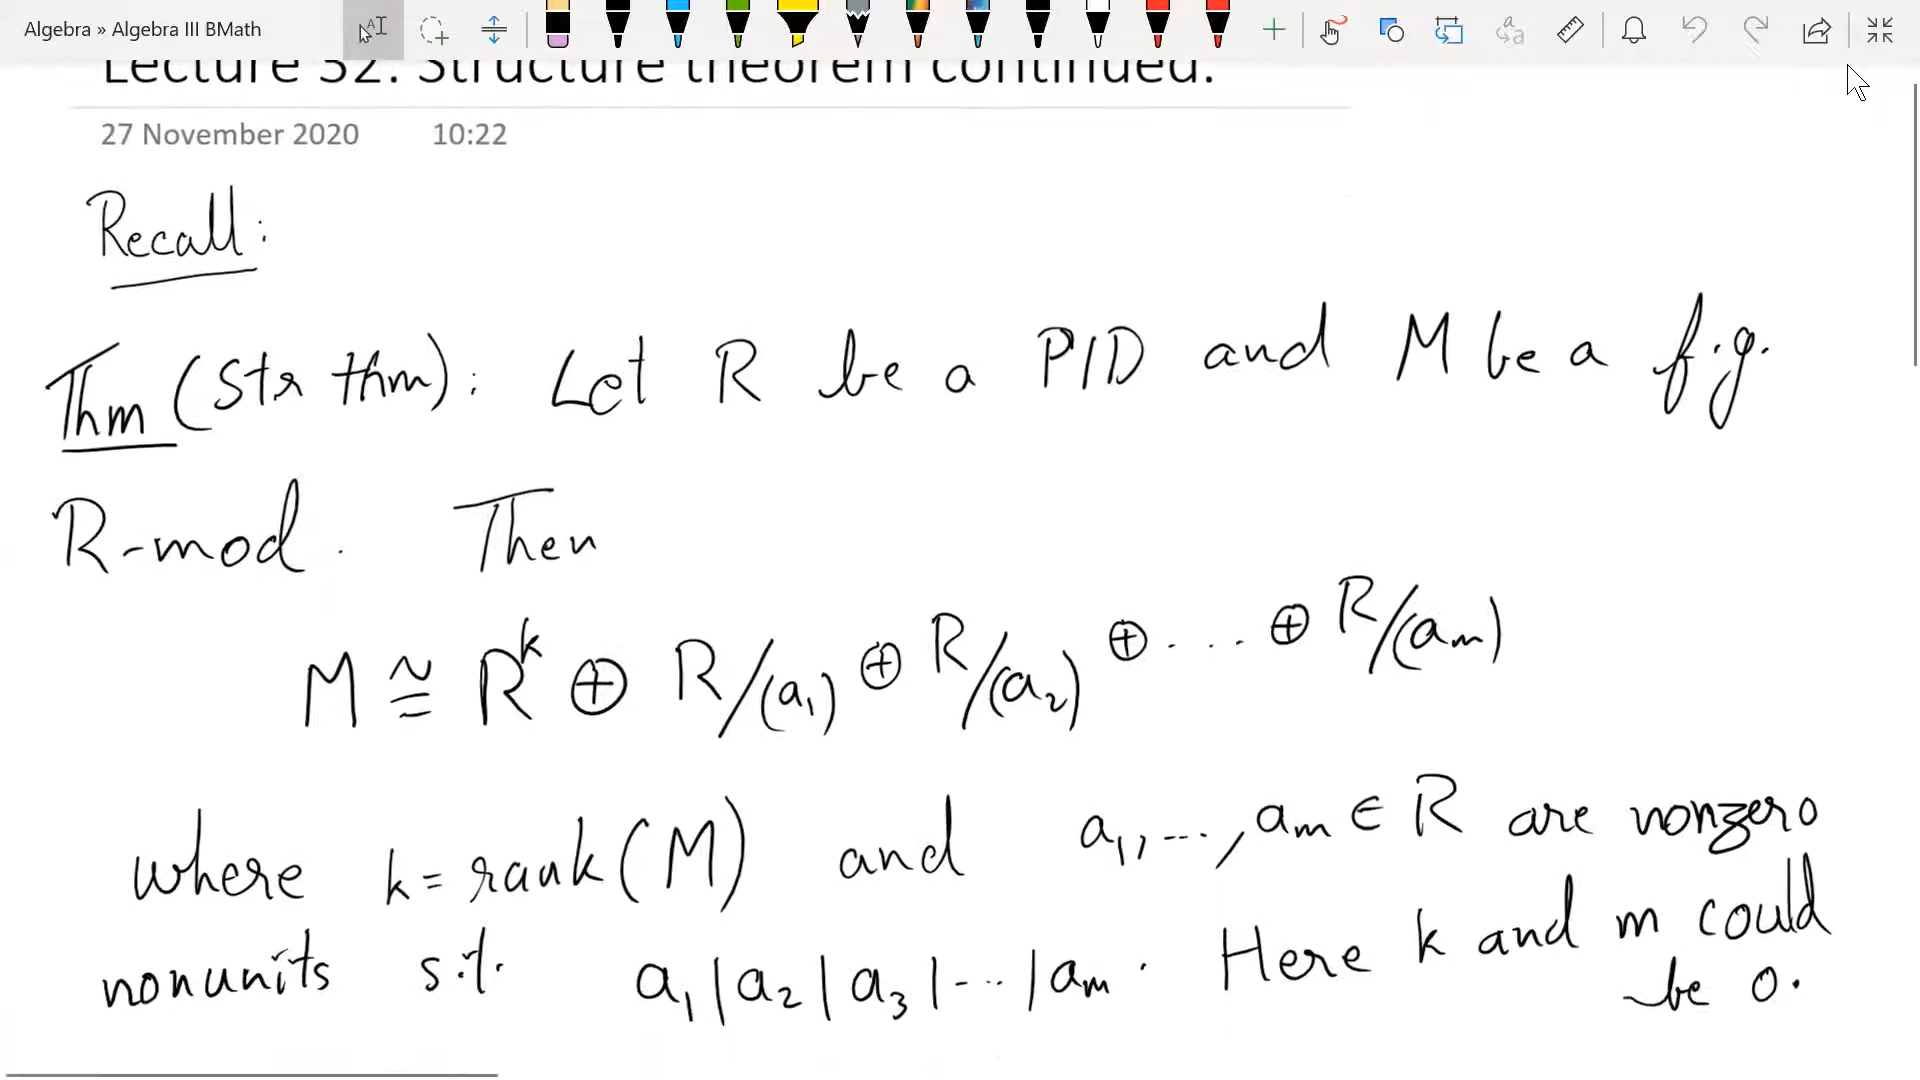 Algebra » Algebra III BMath
Lecture 32: Structure theorem continued.
27 November 2020 10:22
Recall:
Thm (Str thm): Let R be a PID and M be a f.g.
R-mod. Then
M ≅ R^k ⊕ R/(a₁) ⊕ R/(a₂) ⊕ .... ⊕ R/(aₘ)
where k = rank(M) and a₁, ..., aₘ ∈ R are nonzero
nonunits s.t. a₁ | a₂ | a₃ | ... | aₘ. Here k and m could
be 0.